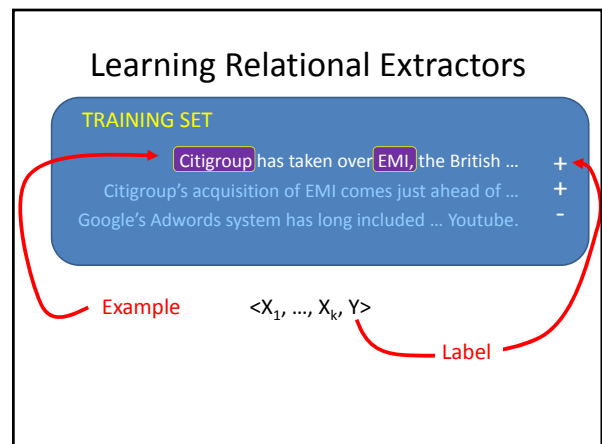 Learning Relational Extractors
TRAINING SET
Citigroup has taken over EMI, the British ... +
Citigroup's acquisition of EMI comes just ahead of ... +
Google's Adwords system has long included ... Youtube. -
Example <X1, ..., Xk, Y>
Label